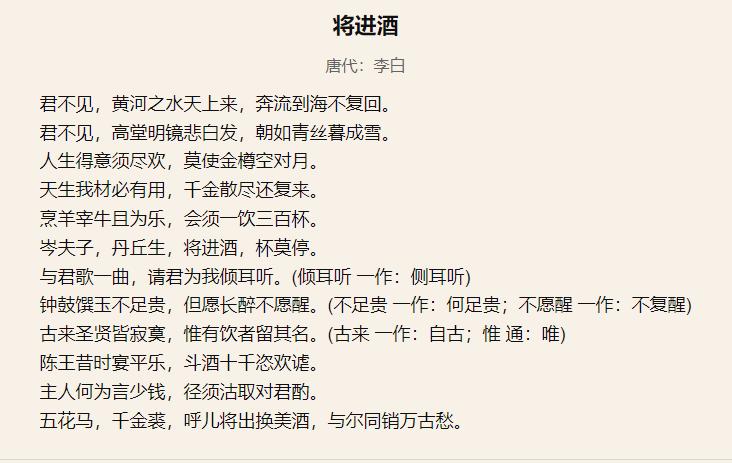 将进酒
唐代：李白
君不见，黄河之水天上来，奔流到海不复回。
君不见，高堂明镜悲白发，朝如青丝暮成雪。
人生得意须尽欢，莫使金樽空对月。
天生我材必有用，千金散尽还复来。
烹羊宰牛且为乐，会须一饮三百杯。
岑夫子，丹丘生，将进酒，杯莫停。
与君歌一曲，请君为我倾耳听。(倾耳听 一作：侧耳听)
钟鼓馔玉不足贵，但愿长醉不愿醒。(不足贵 一作：何足贵；不愿醒 一作：不复醒)
古来圣贤皆寂寞，惟有饮者留其名。(古来 一作：自古；惟 通：唯)
陈王昔时宴平乐，斗酒十千恣欢谑。
主人何为言少钱，径须沽取对君酌。
五花马，千金裘，呼儿将出换美酒，与尔同销万古愁。